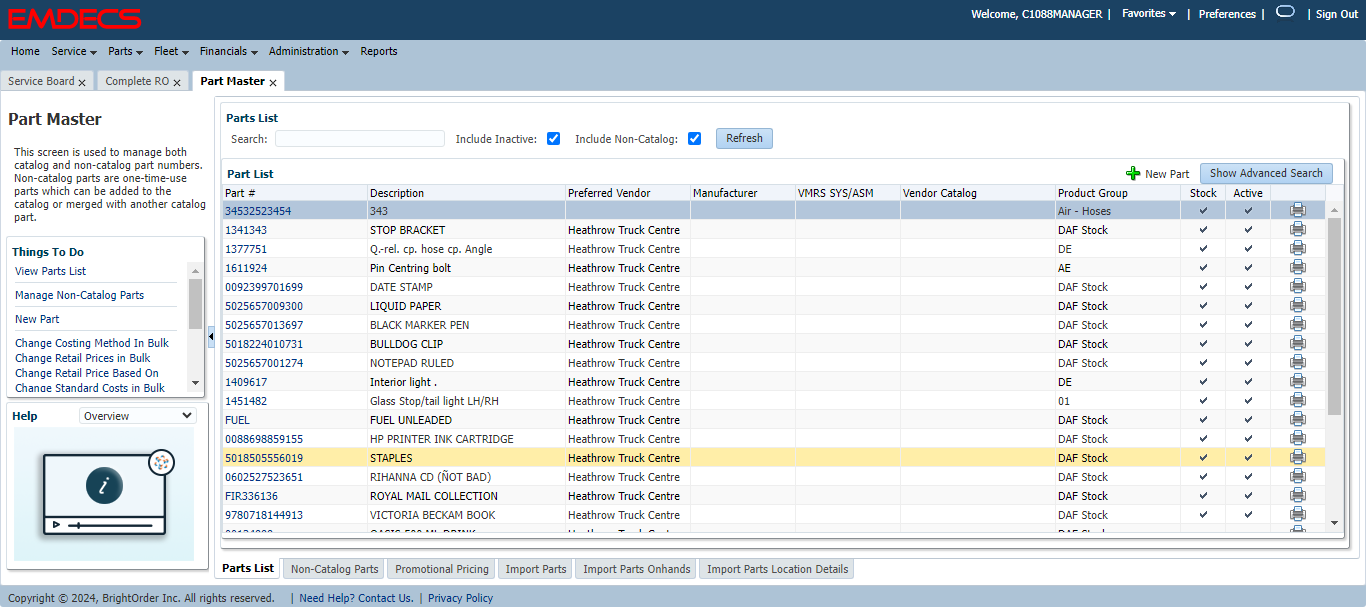 EMDECS
Welcome, C1088MANAGER | Favorites | Preferences | | Sign Out
Home Service Parts Fleet Financials Administration Reports
Service Board x Complete RO x Part Master x
Part Master
This screen is used to manage both
catalog and non-catalog part numbers.
Non-catalog parts are one-time-use
parts which can be added to the
catalog or merged with another catalog
part.
Things To Do
View Parts List
Manage Non-Catalog Parts
New Part
Change Costing Method In Bulk
Change Retail Prices in Bulk
Change Retail Price Based On
Change Standard Costs in Bulk
Help Overview
i
Parts List
Search: Include Inactive: Include Non-Catalog: Refresh
Part List New Part Show Advanced Search
Part # Description Preferred Vendor Manufacturer VMRS SYS/ASM Vendor Catalog Product Group Stock Active
34532523454 343 Air - Hoses
1341343 STOP BRACKET Heathrow Truck Centre DAF Stock
1377751 Q.-rel. cp. hose cp. Angle Heathrow Truck Centre DE
1611924 Pin Centring bolt Heathrow Truck Centre AE
0092399701699 DATE STAMP Heathrow Truck Centre DAF Stock
5025657009300 LIQUID PAPER Heathrow Truck Centre DAF Stock
5025657013697 BLACK MARKER PEN Heathrow Truck Centre DAF Stock
5018224010731 BULLDOG CLIP Heathrow Truck Centre DAF Stock
5025657001274 NOTEPAD RULED Heathrow Truck Centre DAF Stock
1409617 Interior light . Heathrow Truck Centre DE
1451482 Glass Stop/tail light LH/RH Heathrow Truck Centre 01
FUEL FUEL UNLEADED Heathrow Truck Centre DAF Stock
0088698859155 HP PRINTER INK CARTRIDGE Heathrow Truck Centre DAF Stock
5018505556019 STAPLES Heathrow Truck Centre DAF Stock
0602527523651 RIHANNA CD (ÑOT BAD) Heathrow Truck Centre DAF Stock
FIR336136 ROYAL MAIL COLLECTION Heathrow Truck Centre DAF Stock
9780718144913 VICTORIA BECKAM BOOK Heathrow Truck Centre DAF Stock
Heathrow Truck Centre DAF Stock
Parts List Non-Catalog Parts Promotional Pricing Import Parts Import Parts Onhands Import Parts Location Details
Copyright © 2024, BrightOrder Inc. All rights reserved. | Need Help? Contact Us. | Privacy Policy